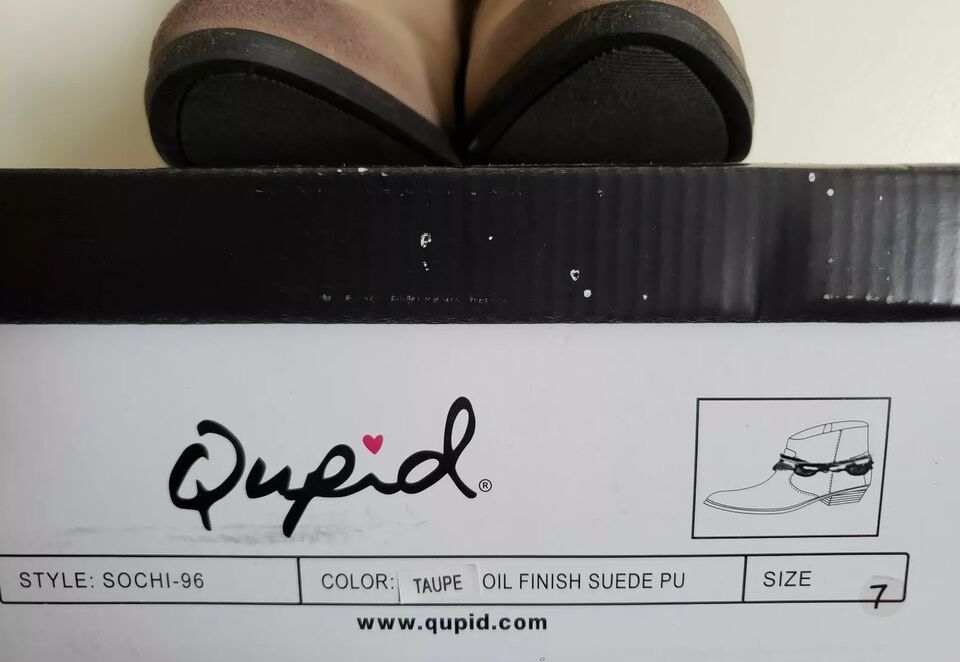 Qupid®
STYLE: SOCHI-96 COLOR: TAUPE OIL FINISH SUEDE PU SIZE 7
www.qupid.com